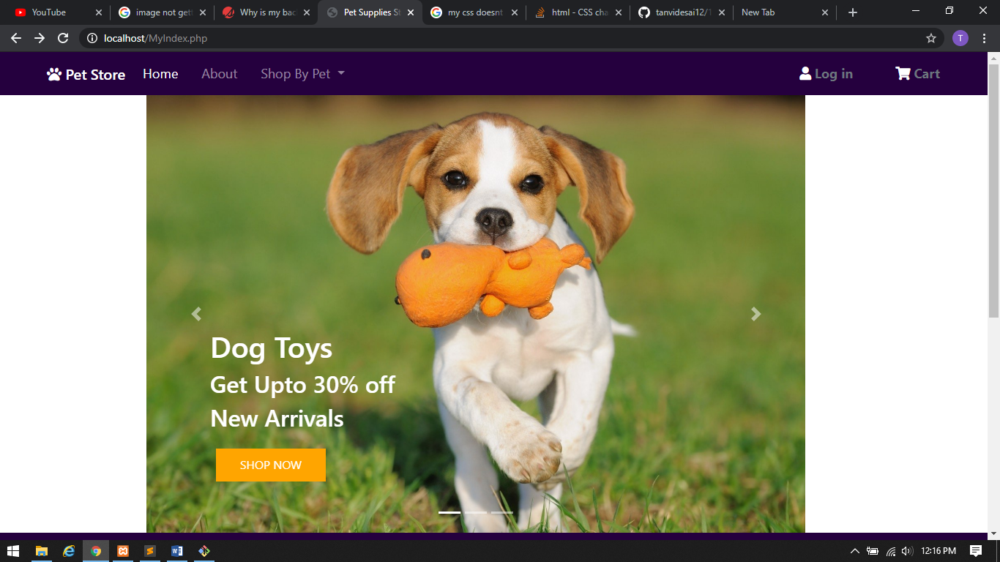 YouTube
image not gett
Why is my bac
Pet Supplies St
my css doesnt
html - CSS cha
tanvidesai12/
New Tab
localhost/MyIndex.php
T
Pet Store
Home
About
Shop By Pet
Log in
Cart
Dog Toys
Get Upto 30% off
New Arrivals
SHOP NOW
12:16 PM